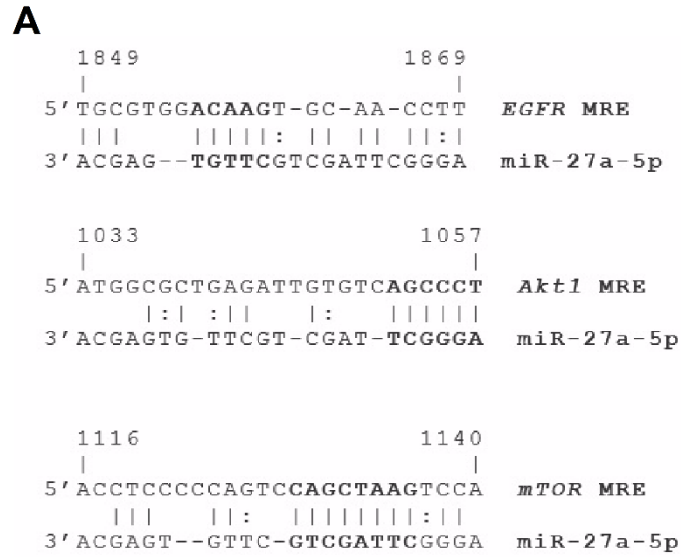 A
1849 1869
| |
5'TGCGTGGACAAGT-GC-AA-CCTT EGFR MRE
||| |||||: || || ||:|
3'ACGAG--TGTTCGTCGATTCGGGA miR-27a-5p
1033 1057
| |
5'ATGGCGCTGAGATTGTGTCAGCCCT Akt1 MRE
|:| :|| |: ||||||
3'ACGAGTG-TTCGT-CGAT-TCGGGA miR-27a-5p
1116 1140
| |
5'ACCTCCCCCAGTCCAGCTAAGTCCA mTOR MRE
||| ||: ||||||||:||
3'ACGAGT--GTTC-GTCGATTCGGGA miR-27a-5p